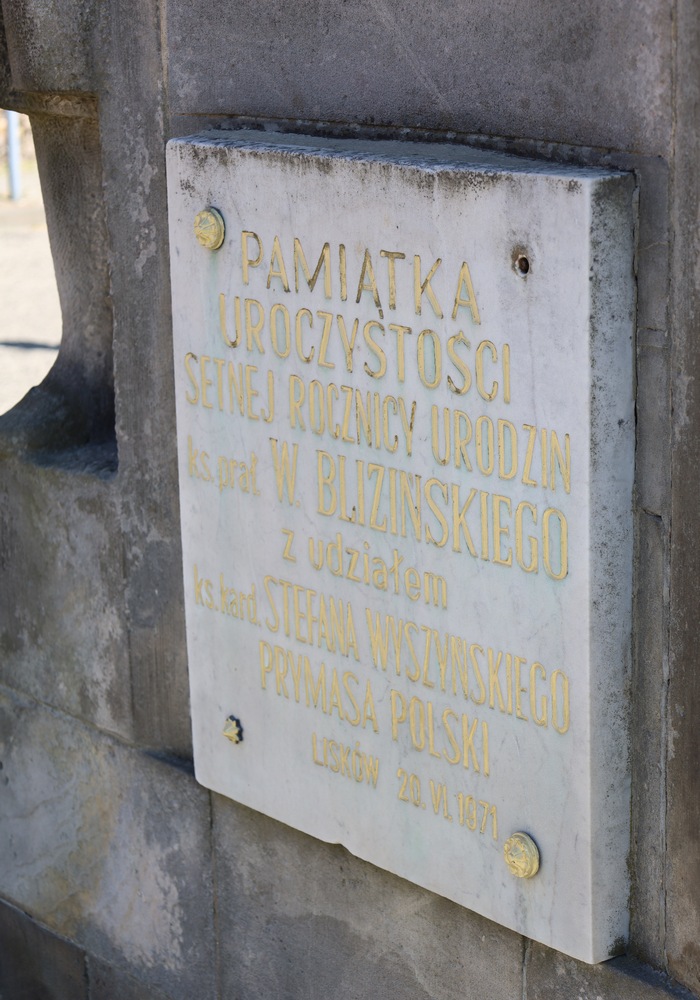 PAMIĄTKA
UROCZYSTOŚCI
SETNEJ ROCZNICY URODZIN
ks. prał. W. BLIZIŃSKIEGO
z udziałem
ks. kard. STEFANA WYSZYŃSKIEGO
PRYMASA POLSKI
LISKÓW 20. VI. 1971